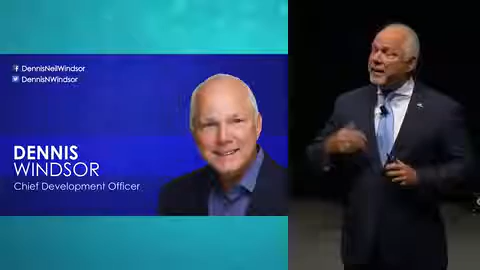 DennisNeilWindsor
DennisNWindsor
DENNIS
WINDSOR
Chief Development Officer